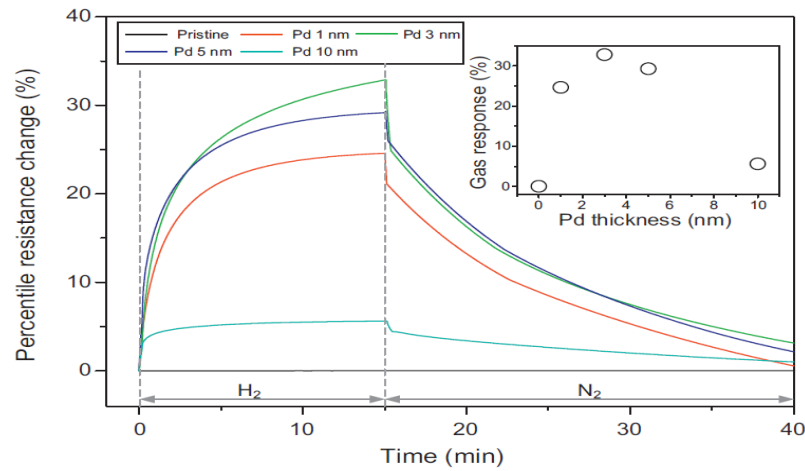 Percentile resistance change (%)
40
30
20
10
0
Pristine Pd 1 nm Pd 3 nm
Pd 5 nm Pd 10 nm
Gas response (%)
30
20
10
0
0 2 4 6 8 10
Pd thickness (nm)
H₂ N₂
0 10 20 30 40
Time (min)